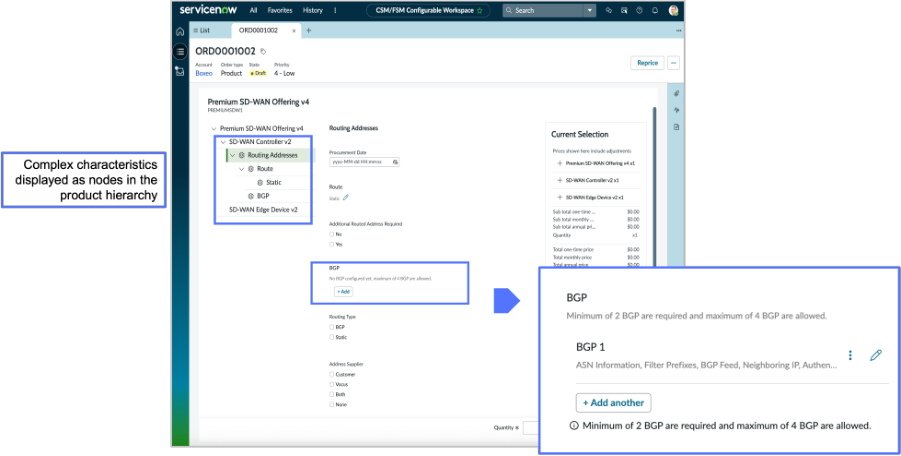 servicenow
All
Favorites
History
CSM/FSM Configurable Workspace
Search
List
ORD0001002
ORD0001002
Account
Order type
State
Priority
Boxeo
Product
Draft
4 - Low
Reprice
Premium SD-WAN Offering v4
PREMIUMSDW1
Premium SD-WAN Offering v4
SD-WAN Controller v2
Routing Addresses
Route
Static
BGP
SD-WAN Edge Device v2
Complex characteristics
displayed as nodes in the
product hierarchy
Routing Addresses
Procurement Date
Route
Static
Additional Routed Address Required
No
Yes
BGP
No BGP configured yet, maximum of 4 BGP are allowed.
+ Add
Routing Type
BGP
Static
Address Supplier
Customer
Vocus
Both
None
Quantity
Current Selection
Prices shown here include adjustments
Premium SD-WAN Offering v4 x1
SD-WAN Controller v2 x1
SD-WAN Edge Device v2 x1
Sub total one-time ... $0.00
Sub total monthly ... $0.00
Sub total annual pri... $0.00
Quantity x1
Total one-time price $0.00
Total monthly price $0.00
Total annual price $0.00
BGP
Minimum of 2 BGP are required and maximum of 4 BGP are allowed.
BGP 1
ASN Information, Filter Prefixes, BGP Feed, Neighboring IP, Authen...
+ Add another
Minimum of 2 BGP are required and maximum of 4 BGP are allowed.